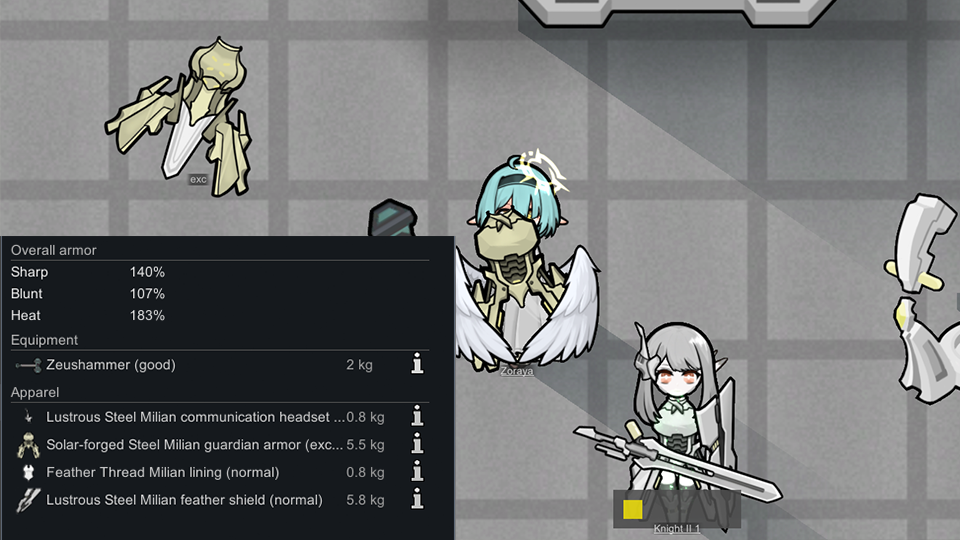 exc
Zoraya
Knight II 1
Overall armor
Sharp 140%
Blunt 107%
Heat 183%
Equipment
Zeushammer (good) 2 kg
Apparel
Lustrous Steel Milian communication headset ... 0.8 kg
Solar-forged Steel Milian guardian armor (exc... 5.5 kg
Feather Thread Milian lining (normal) 0.8 kg
Lustrous Steel Milian feather shield (normal) 5.8 kg